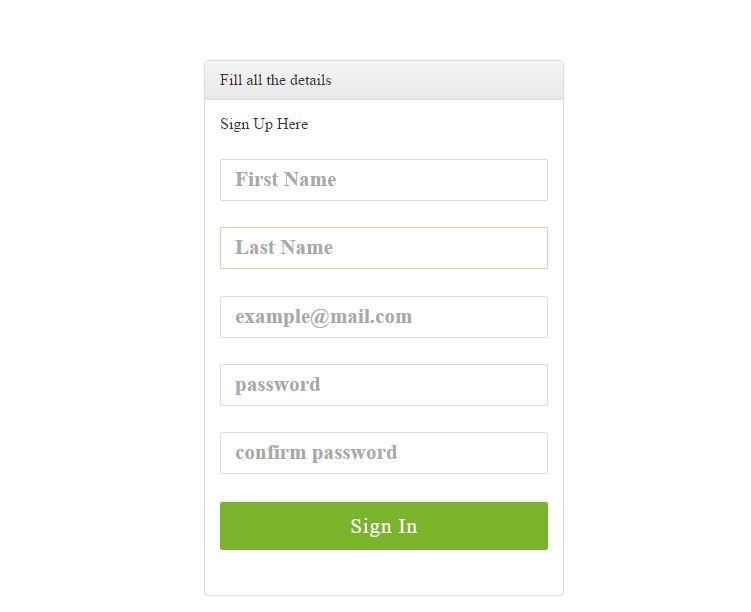 Fill all the details
Sign Up Here
First Name
Last Name
example@mail.com
password
confirm password
Sign In